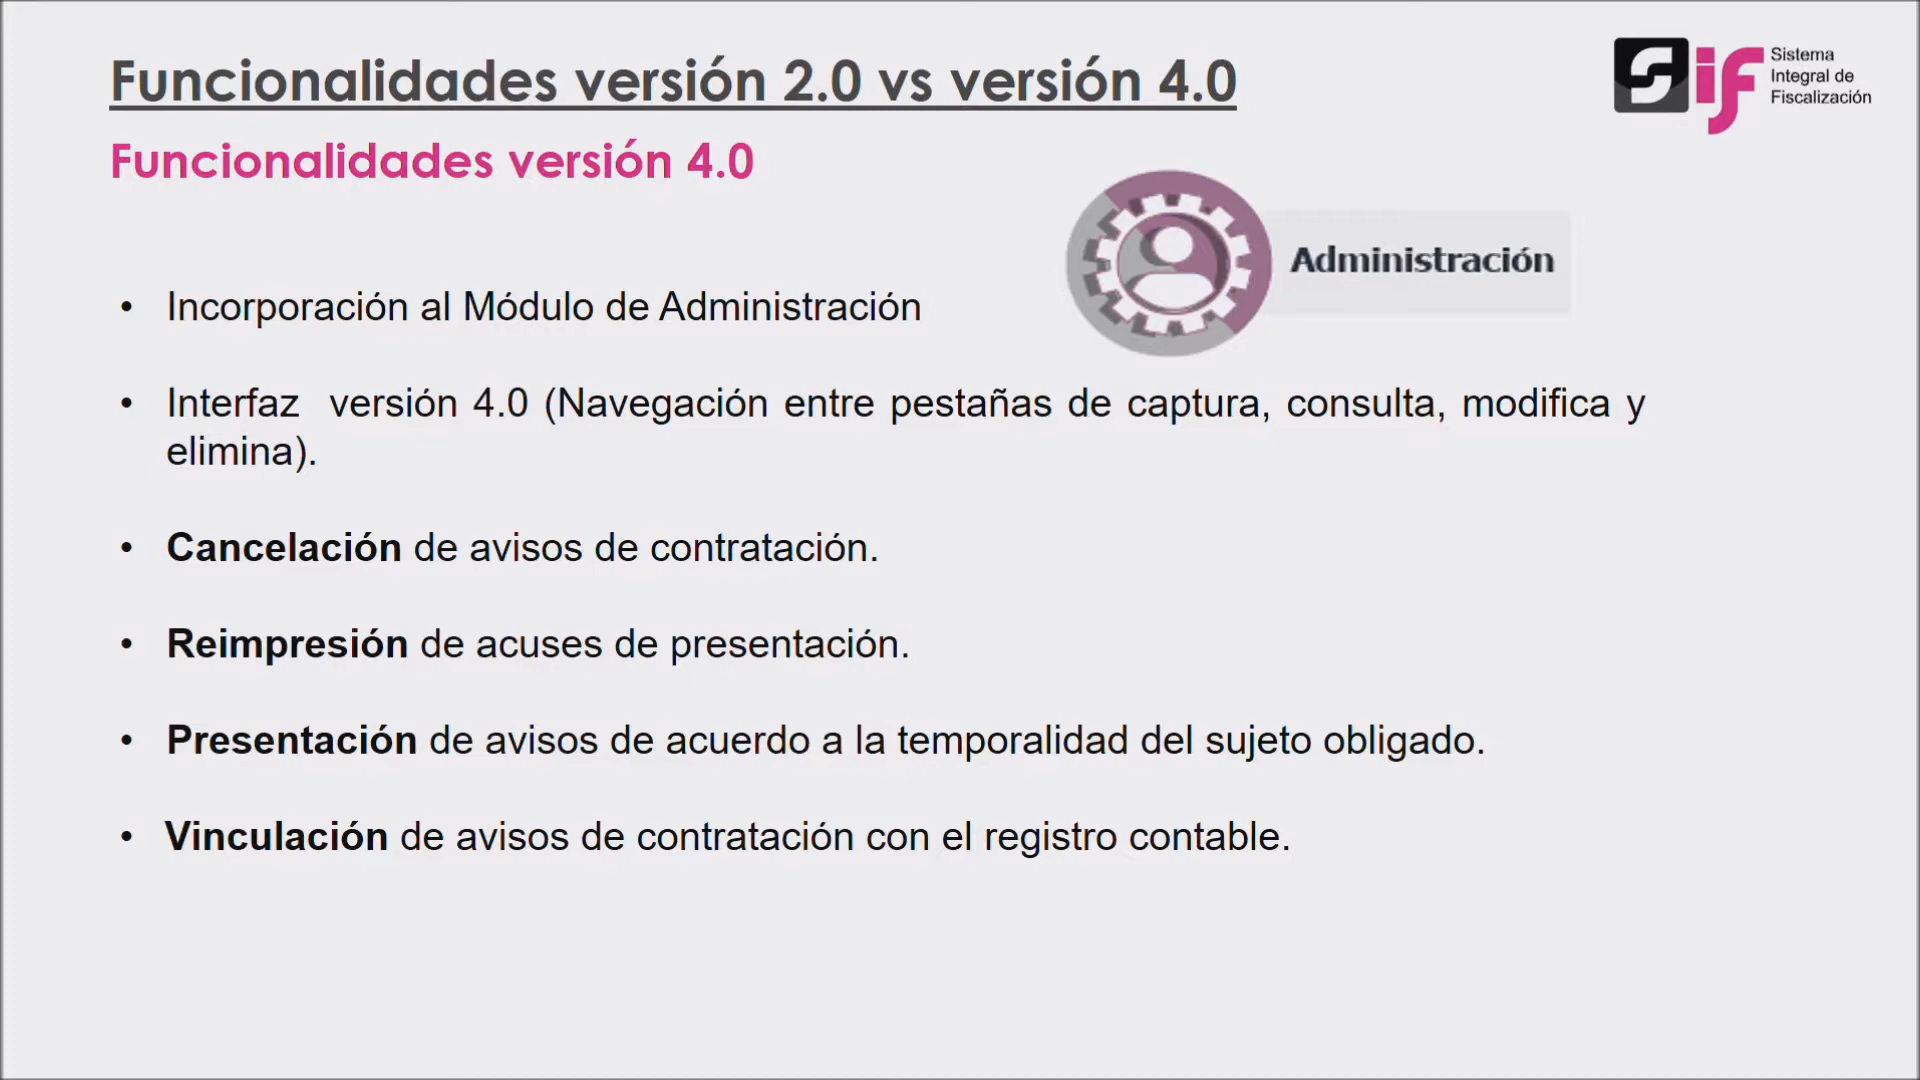 Funcionalidades versión 2.0 vs versión 4.0
Sif Sistema
Integral de
Fiscalización
Funcionalidades versión 4.0
Administración
• Incorporación al Módulo de Administración
• Interfaz versión 4.0 (Navegación entre pestañas de captura, consulta, modifica y
elimina).
• Cancelación de avisos de contratación.
• Reimpresión de acuses de presentación.
• Presentación de avisos de acuerdo a la temporalidad del sujeto obligado.
• Vinculación de avisos de contratación con el registro contable.